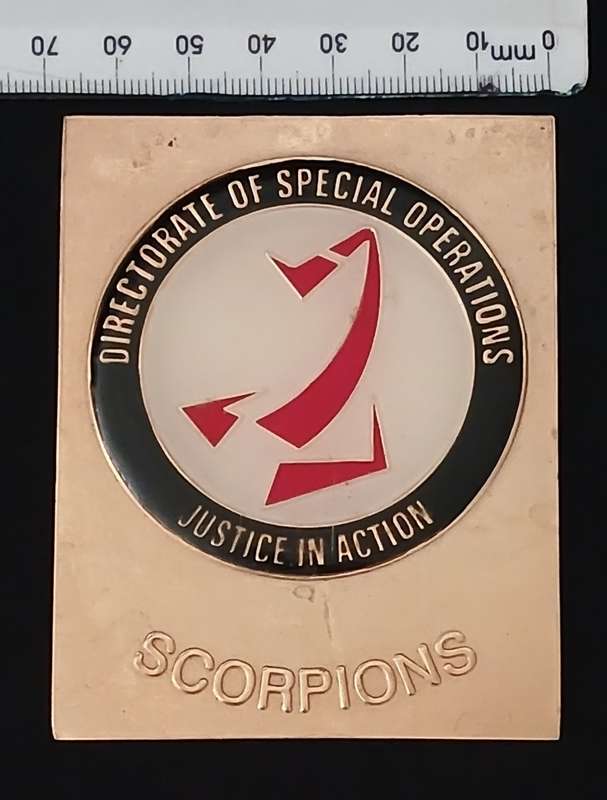 70 60 50 40 30 20 10 mm 0
DIRECTORATE OF SPECIAL OPERATIONS
JUSTICE IN ACTION
SCORPIONS